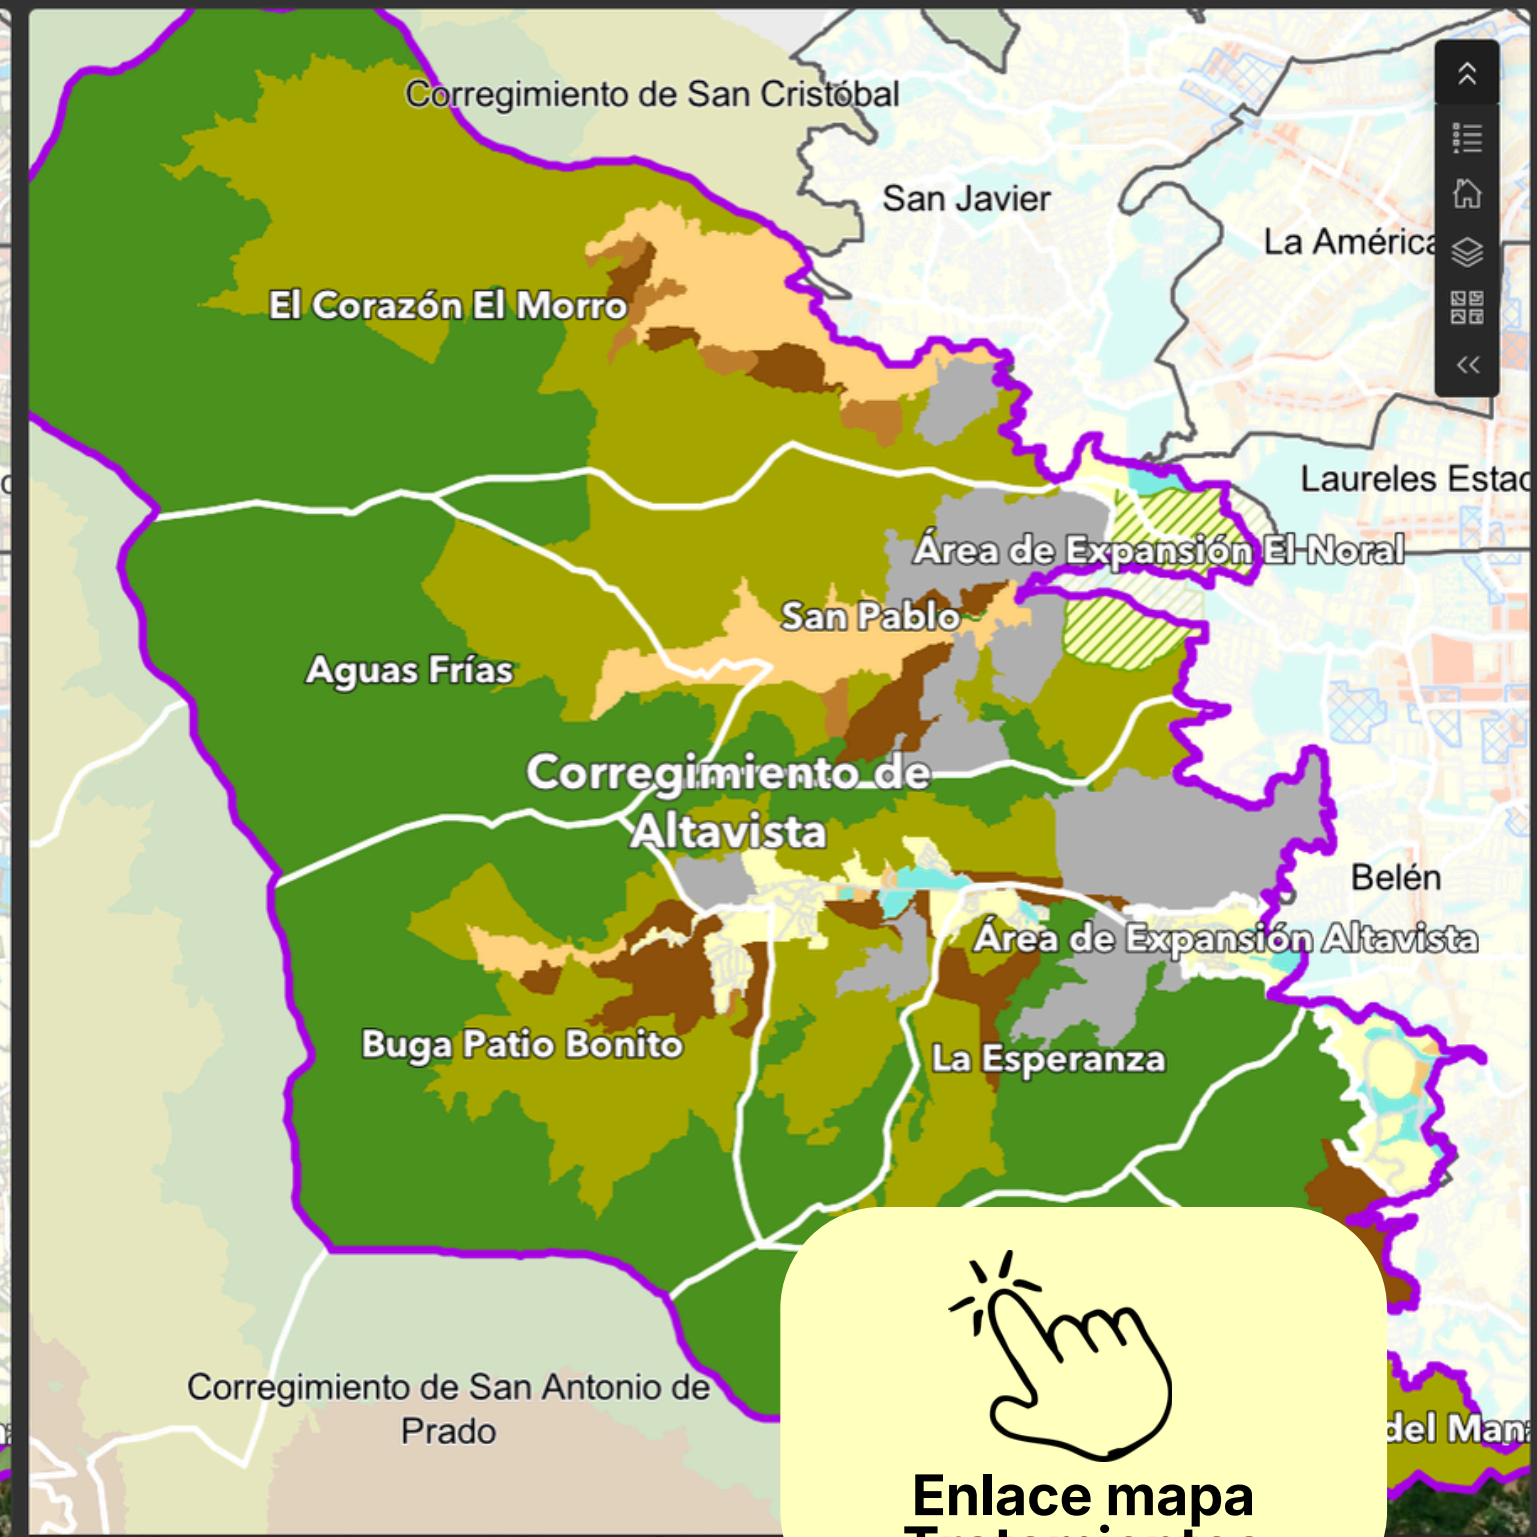 Corregimiento de San Cristóbal
San Javier
La América
El Corazón El Morro
Laureles Estad
Área de Expansión El Noral
San Pablo
Aguas Frías
Corregimiento de
Altavista
Belén
Área de Expansión Altavista
Buga Patio Bonito
La Esperanza
Corregimiento de San Antonio de
Prado
del Man
Enlace mapa
Tratamientos